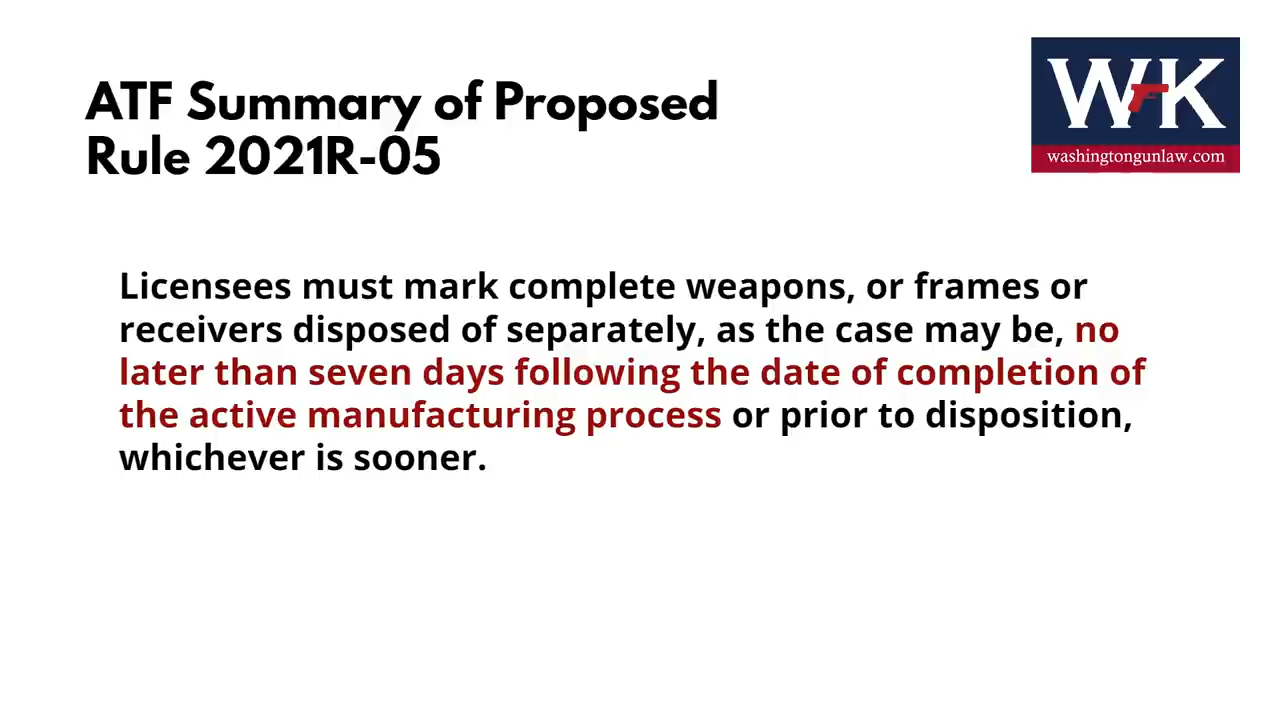 ATF Summary of Proposed
Rule 2021R-05
WK
washingtongunlaw.com
Licensees must mark complete weapons, or frames or
receivers disposed of separately, as the case may be, no
later than seven days following the date of completion of
the active manufacturing process or prior to disposition,
whichever is sooner.